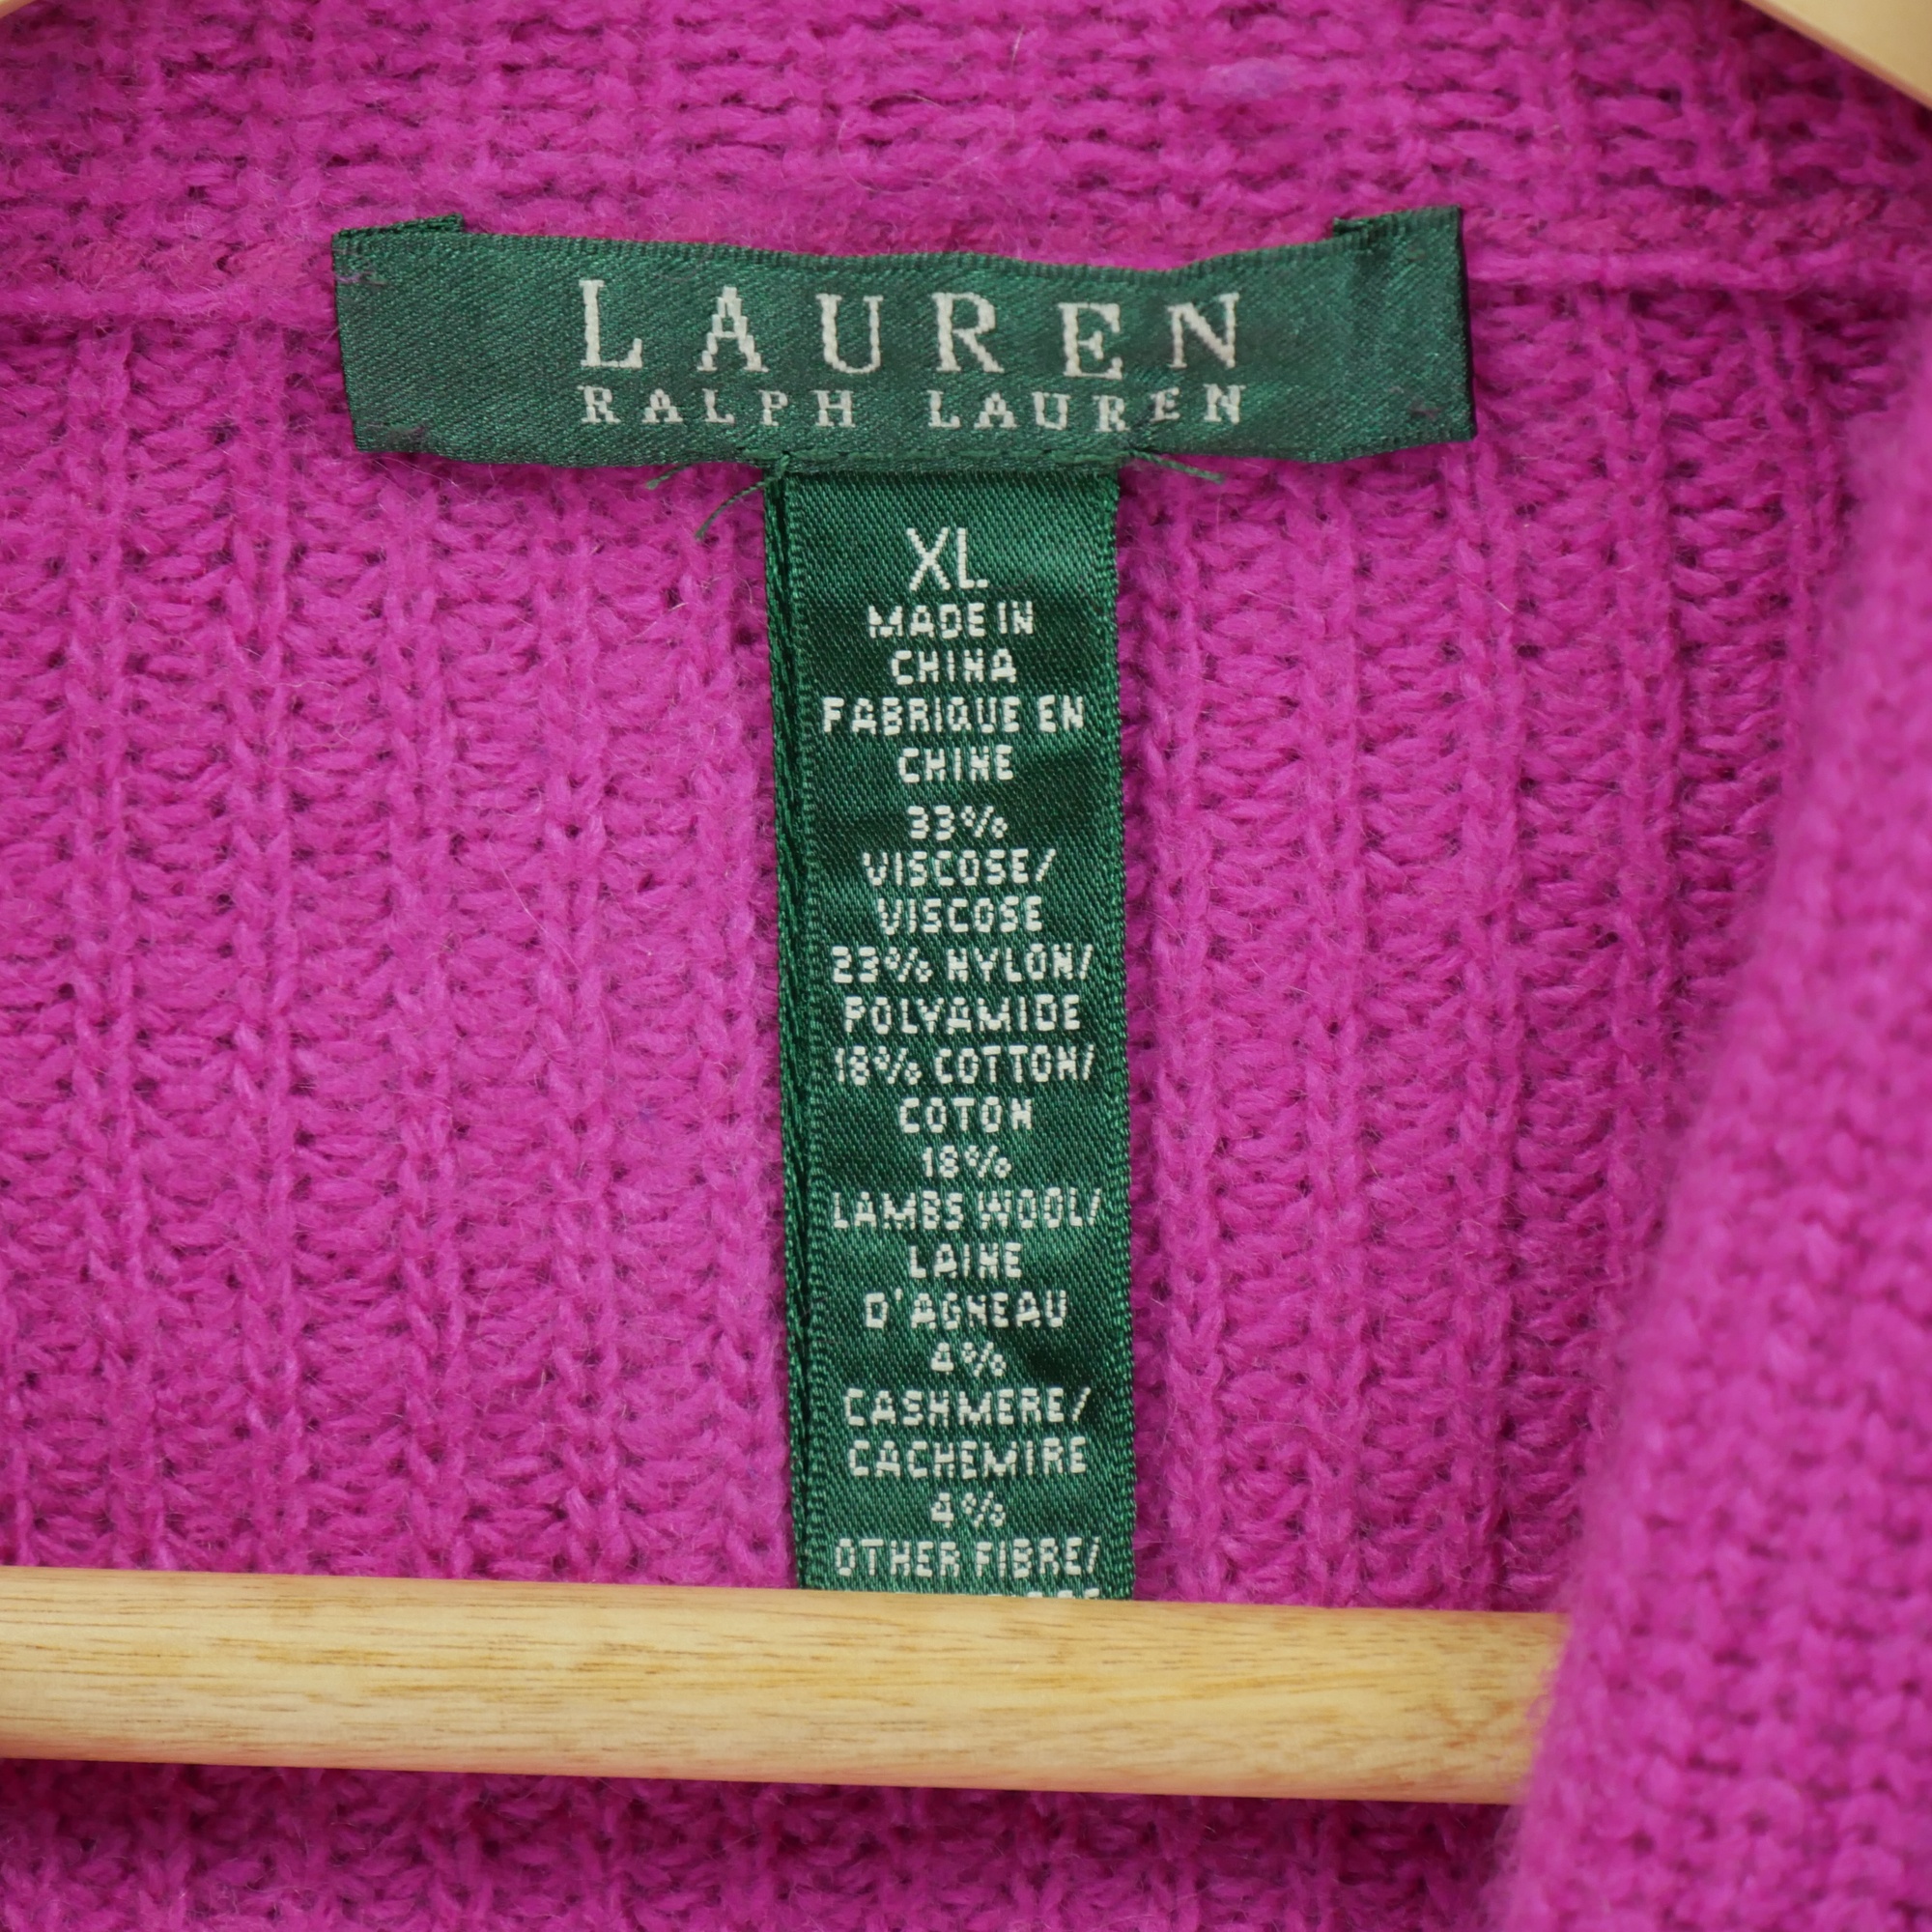 LAUREN
RALPH LAUREN
XL
MADE IN
CHINA
FABRIQUE EN
CHINE
33%
VISCOSE/
VISCOSE
23% NYLON/
POLYAMIDE
18% COTTON/
COTON
18%
LAMBS WOOL/
LAINE
D'AGNEAU
4%
CASHMERE/
CACHEMIRE
4%
OTHER FIBRE/